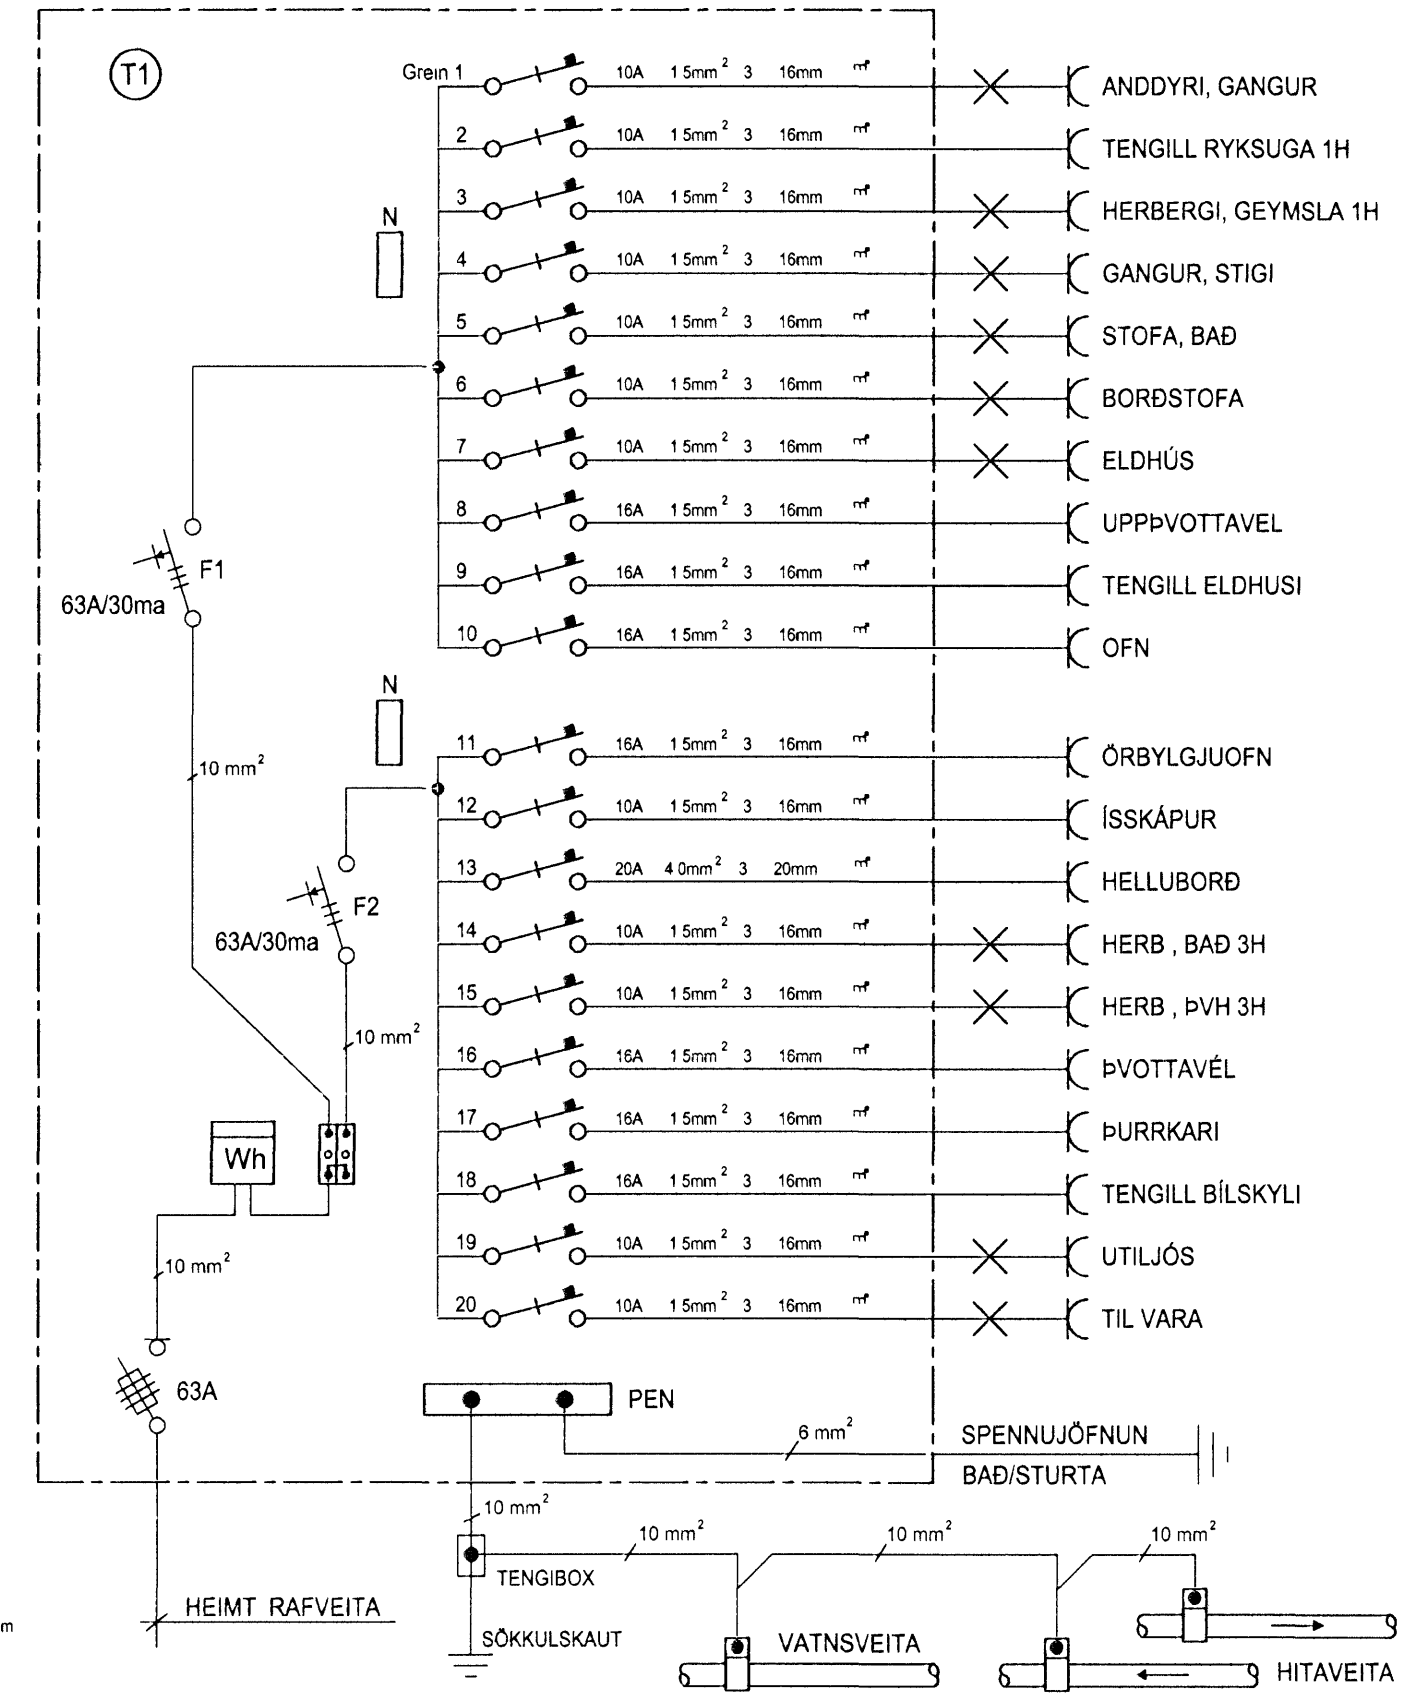 T1
Grein 1 10A 1 5mm² 3 16mm ANDDYRI, GANGUR
2 10A 1 5mm² 3 16mm TENGILL RYKSUGA 1H
3 10A 1 5mm² 3 16mm HERBERGI, GEYMSLA 1H
N
4 10A 1 5mm² 3 16mm GANGUR, STIGI
5 10A 1 5mm² 3 16mm STOFA, BAÐ
6 10A 1 5mm² 3 16mm BORÐSTOFA
7 10A 1 5mm² 3 16mm ELDHÚS
8 16A 1 5mm² 3 16mm UPPÞVOTTAVEL
9 16A 1 5mm² 3 16mm TENGILL ELDHUSI
10 16A 1 5mm² 3 16mm OFN
F1
63A/30ma
N
11 16A 1 5mm² 3 16mm ÖRBYLGJUOFN
12 10A 1 5mm² 3 16mm ÍSSKÁPUR
13 20A 4 0mm² 3 20mm HELLUBORÐ
14 10A 1 5mm² 3 16mm HERB , BAÐ 3H
15 10A 1 5mm² 3 16mm HERB , ÞVH 3H
16 16A 1 5mm² 3 16mm ÞVOTTAVÉL
17 16A 1 5mm² 3 16mm ÞURRKARI
18 16A 1 5mm² 3 16mm TENGILL BÍLSKYLI
19 10A 1 5mm² 3 16mm UTILJÓS
20 10A 1 5mm² 3 16mm TIL VARA
10 mm²
F2
63A/30ma
10 mm²
Wh
10 mm²
63A
PEN
6 mm²
SPENNUJÖFNUN
BAÐ/STURTA
10 mm²
10 mm²
10 mm²
10 mm²
TENGIBOX
HEIMT RAFVEITA
m
SÖKKULSKAUT
VATNSVEITA
HITAVEITA